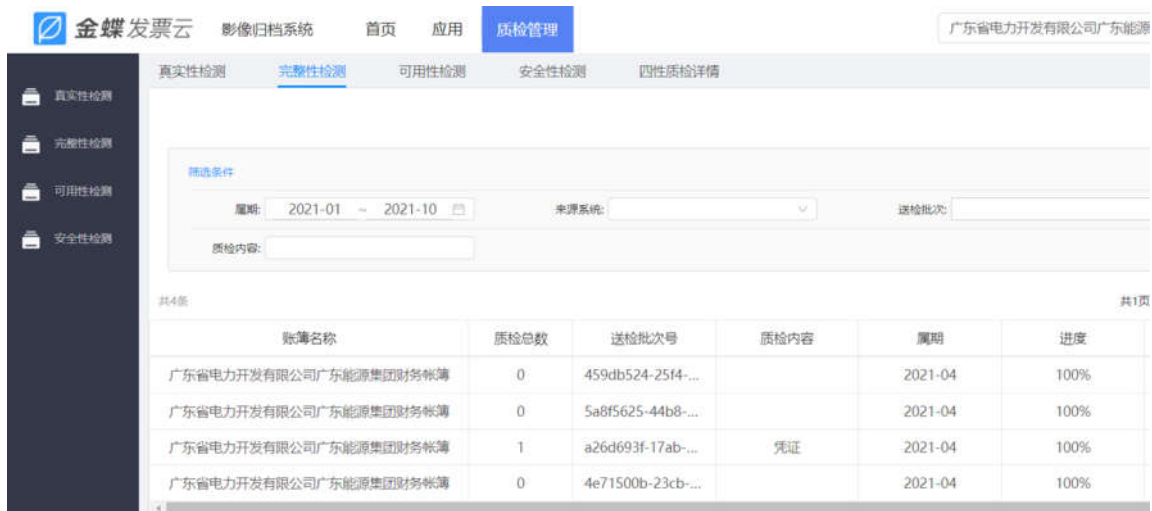 金蝶发票云 影像归档系统 首页 应用 质检管理 广东省电力开发有限公司广东能源
真实性检测 完整性检测 可用性检测 安全性检测 四性质检详情
真实性检测
完整性检测
可用性检测
安全性检测
筛选条件
属期: 2021-01 ~ 2021-10 来源系统: 送检批次:
质检内容:
共4条 共1页
账簿名称 质检总数 送检批次号 质检内容 属期 进度
广东省电力开发有限公司广东能源集团财务帐簿 0 459db524-25f4-... 2021-04 100%
广东省电力开发有限公司广东能源集团财务帐簿 0 5a8f5625-44b8-... 2021-04 100%
广东省电力开发有限公司广东能源集团财务帐簿 1 a26d693f-17ab-... 凭证 2021-04 100%
广东省电力开发有限公司广东能源集团财务帐簿 0 4e71500b-23cb-... 2021-04 100%